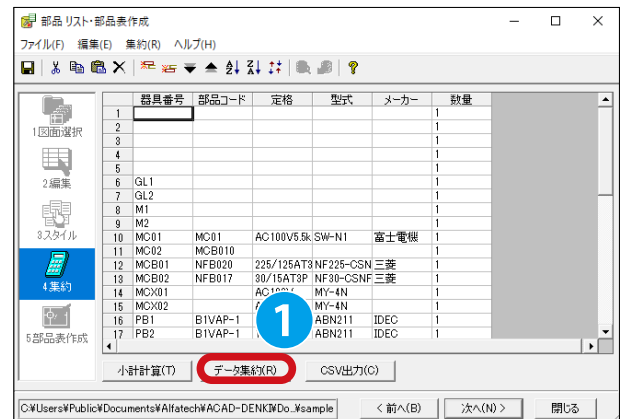 部品 リスト･部品表作成
ファイル(F) 編集(E) 集約(R) ヘルプ(H)
器具番号 部品コード 定格 型式 メーカー 数量
1 1
2 1
3 1
4 1
5 1
6 GL1 1
7 GL2 1
8 M1 1
9 M2 1
10 MC01 MC01 AC100V5.5k SW-N1 富士電機 1
11 MC02 MCB010 1
12 MCB01 NFB020 225/125AT3 NF225-CSN 三菱 1
13 MCB02 NFB017 30/15AT3P NF30-CSNF 三菱 1
14 MCX01 MY-4N 1
15 MCX02 MY-4N 1
16 PB1 B1VAP-1 ABN211 IDEC 1
17 PB2 B1VAP-1 ABN211 IDEC 1
1図面選択
2.編集
3.スタイル
4.集約
5.部品表作成
1
小計計算(T) データ集約(R) CSV出力(O)
C:¥Users¥Public¥Documents¥Alfatech¥ACAD-DENKI¥Do..¥sample
< 前へ(B) 次へ(N) > 閉じる